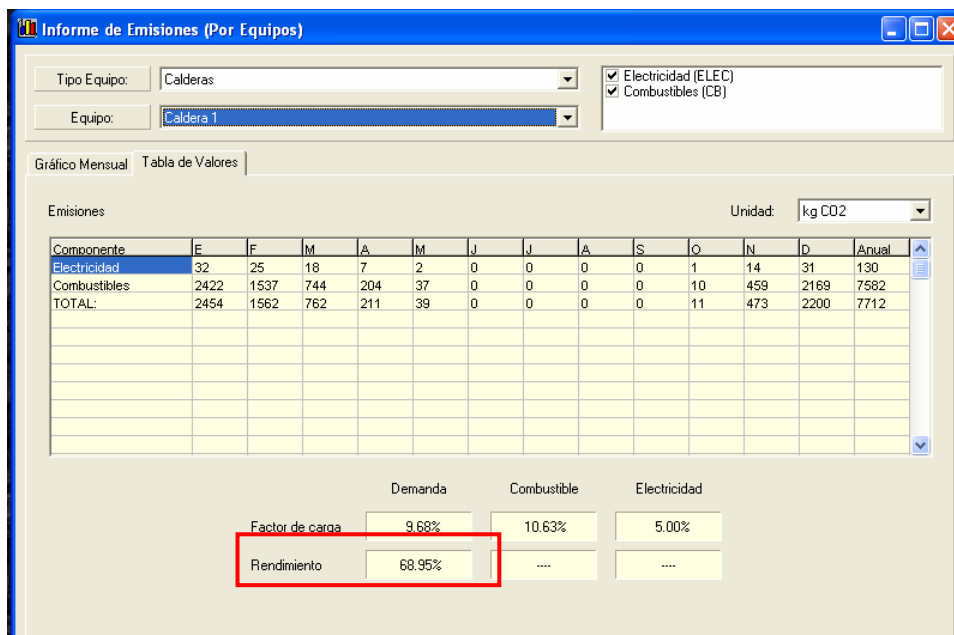 Informe de Emisiones (Por Equipos)
Tipo Equipo: Calderas
Electricidad (ELEC)
Combustibles (CB)
Equipo: Caldera 1
Gráfico Mensual Tabla de Valores
Emisiones Unidad: kg CO2
Componente E F M A M J J A S O N D Anual
Electricidad 32 25 18 7 2 0 0 0 0 1 14 31 130
Combustibles 2422 1537 744 204 37 0 0 0 0 10 459 2169 7582
TOTAL: 2454 1562 762 211 39 0 0 0 0 11 473 2200 7712
Demanda Combustible Electricidad
Factor de carga 9.68% 10.63% 5.00%
Rendimiento 68.95% ---- ----